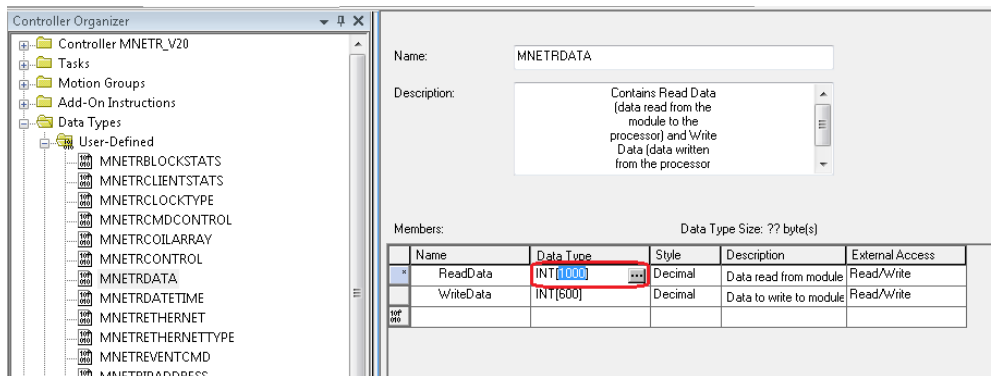 Controller Organizer
Controller MNETR_V20
Tasks
Motion Groups
Add-On Instructions
Data Types
User-Defined
MNETRBLOCKSTATS
MNETRCLIENTSTATS
MNETRCLOCKTYPE
MNETRCMDCONTROL
MNETRCOILARRAY
MNETRCONTROL
MNETRDATA
MNETRDATETIME
MNETRETHERNET
MNETRETHERNETTYPE
MNETREVENTCMD
MNETRIPADDRESS
Name: MNETRDATA
Description: Contains Read Data
(data read from the
module to the
processor) and Write
Data (data written
from the processor
Members: Data Type Size: ?? byte(s)
Name Data Type Style Description External Access
* ReadData INT[1000] ... Decimal Data read from module Read/Write
WriteData INT[600] Decimal Data to write to module Read/Write